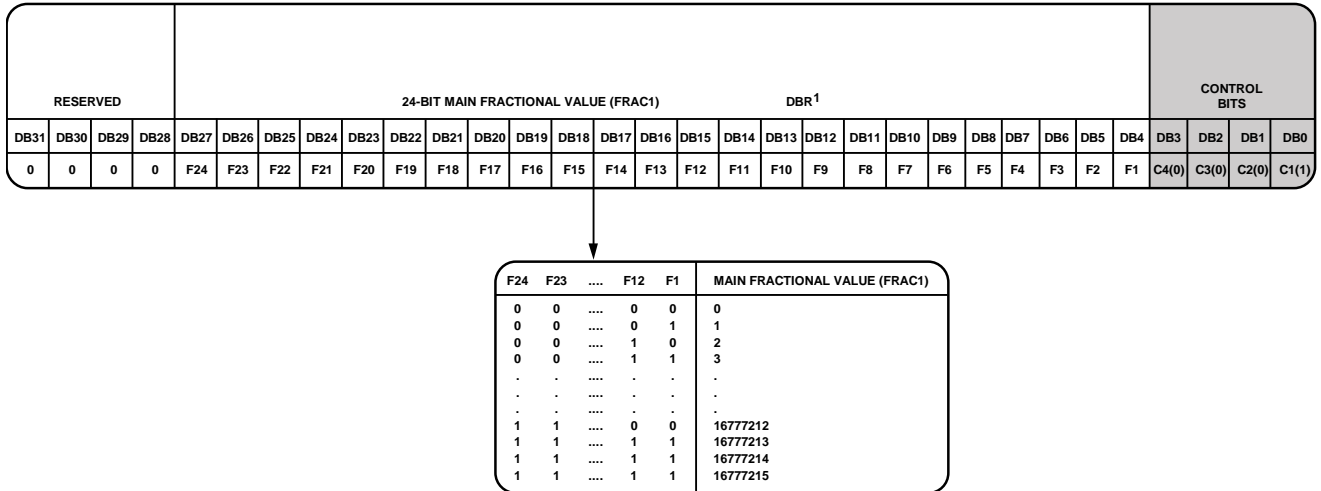 RESERVED 24-BIT MAIN FRACTIONAL VALUE (FRAC1) DBR1 CONTROL
BITS
DB31 DB30 DB29 DB28 DB27 DB26 DB25 DB24 DB23 DB22 DB21 DB20 DB19 DB18 DB17 DB16 DB15 DB14 DB13 DB12 DB11 DB10 DB9 DB8 DB7 DB6 DB5 DB4 DB3 DB2 DB1 DB0
0 0 0 0 F24 F23 F22 F21 F20 F19 F18 F17 F16 F15 F14 F13 F12 F11 F10 F9 F8 F7 F6 F5 F4 F3 F2 F1 C4(0) C3(0) C2(0) C1(1)
F24 F23 .... F12 F1 MAIN FRACTIONAL VALUE (FRAC1)
0 0 .... 0 0 0
0 0 .... 0 1 1
0 0 .... 1 0 2
0 0 .... 1 1 3
. . .... . . .
. . .... . . .
. . .... . . .
1 1 .... 0 0 16777212
1 1 .... 1 1 16777213
1 1 .... 1 1 16777214
1 1 .... 1 1 16777215